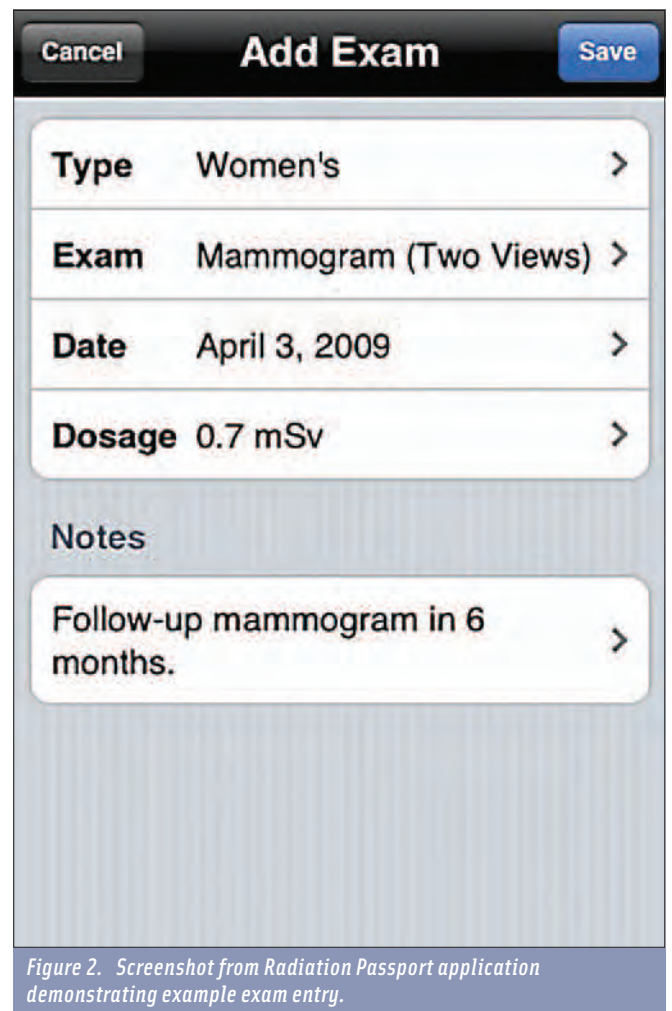 Cancel Add Exam Save
Type Women's
Exam Mammogram (Two Views)
Date April 3, 2009
Dosage 0.7 mSv
Notes
Follow-up mammogram in 6
months.
Figure 2. Screenshot from Radiation Passport application
demonstrating example exam entry.